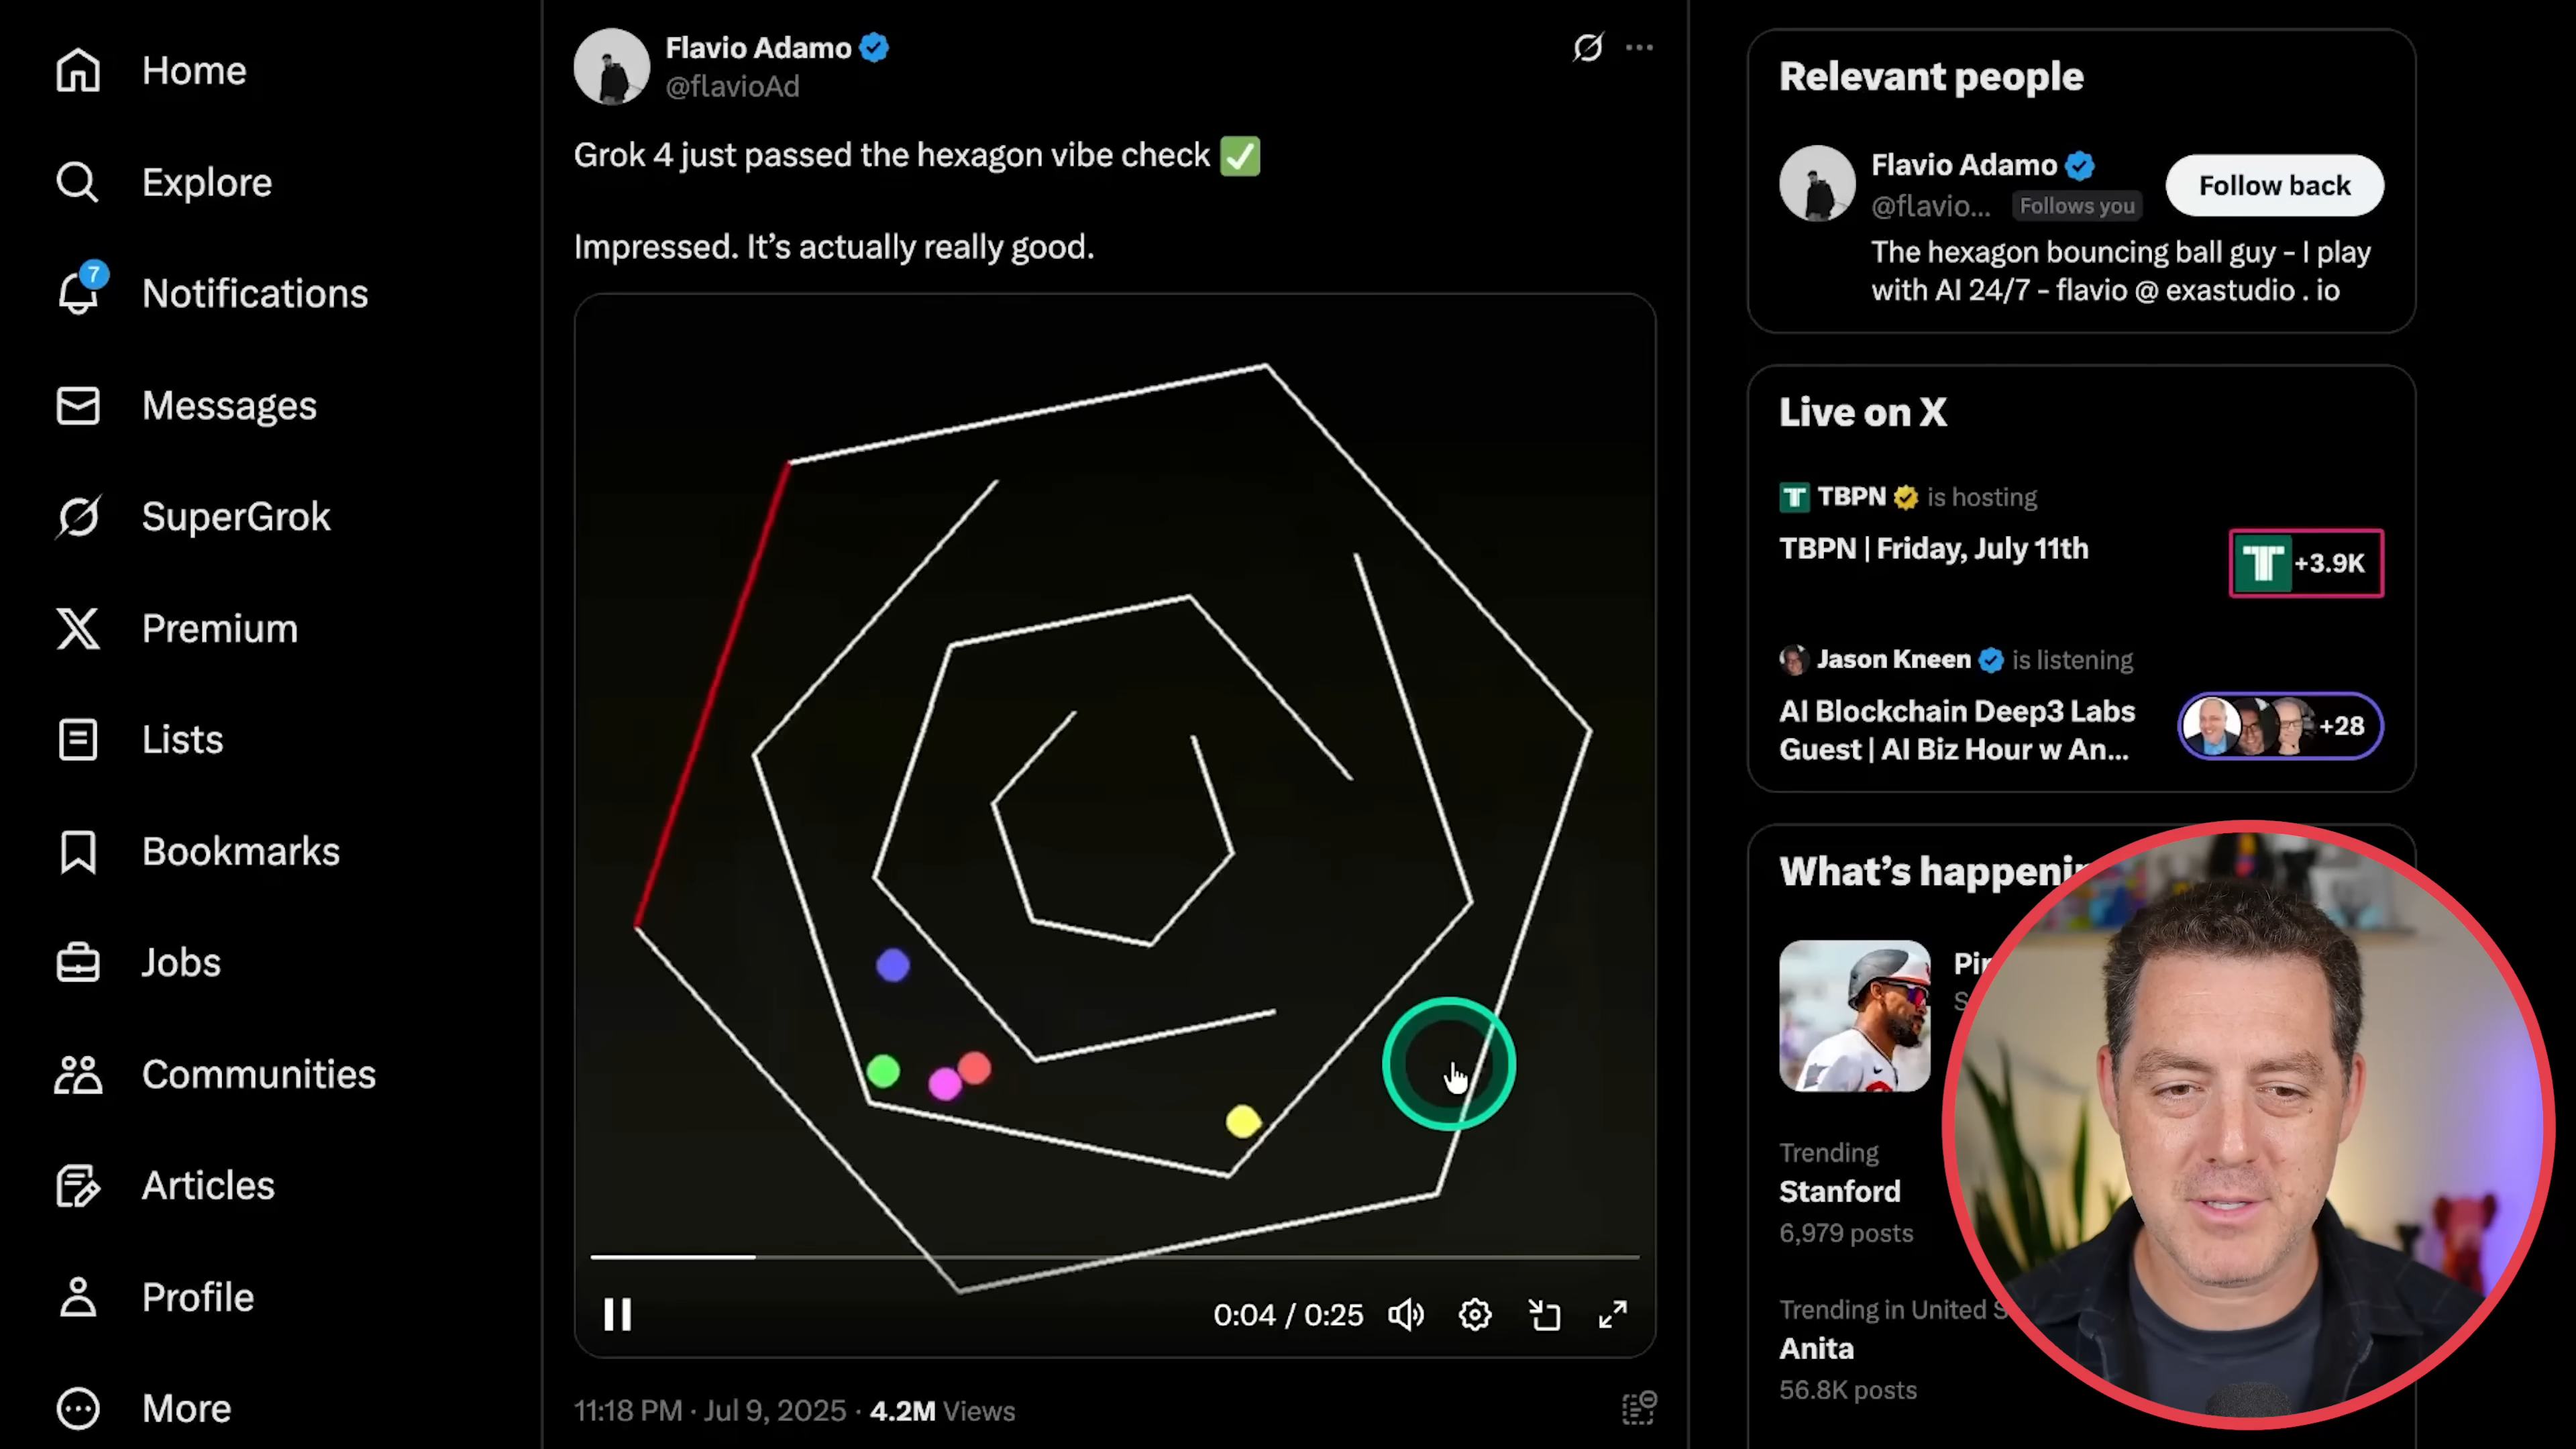 Home
Explore
7
Notifications
Messages
SuperGrok
Premium
Lists
Bookmarks
Jobs
Communities
Articles
Profile
More
Flavio Adamo
@flavioAd
Grok 4 just passed the hexagon vibe check ✅
Impressed. It’s actually really good.
0:04 / 0:25
11:18 PM · Jul 9, 2025 · 4.2M Views
Relevant people
Flavio Adamo
@flavio... Follows you
Follow back
The hexagon bouncing ball guy - I play
with AI 24/7 - flavio @ exastudio . io
Live on X
TBPN is hosting
TBPN | Friday, July 11th
+3.9K
Jason Kneen is listening
AI Blockchain Deep3 Labs
Guest | AI Biz Hour w An...
+28
What’s happenin
Trending
Stanford
6,979 posts
Trending in United S
Anita
56.8K posts